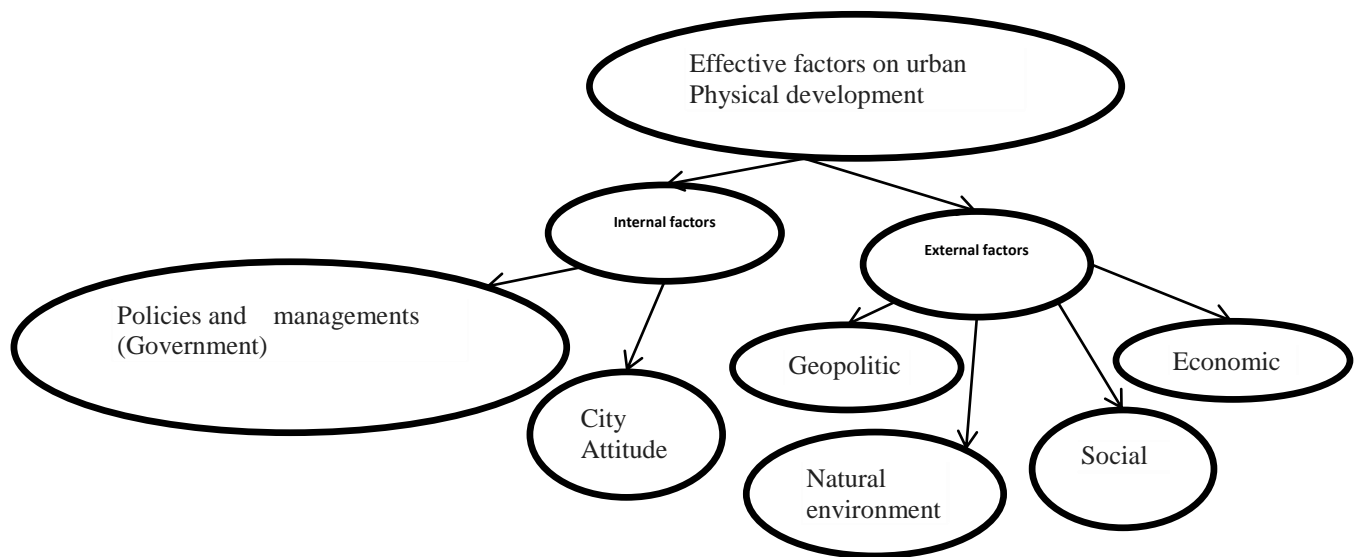 Effective factors on urban
Physical development
Internal factors
External factors
Policies and managements
(Government)
Geopolitic
Economic
City
Attitude
Social
Natural
environment